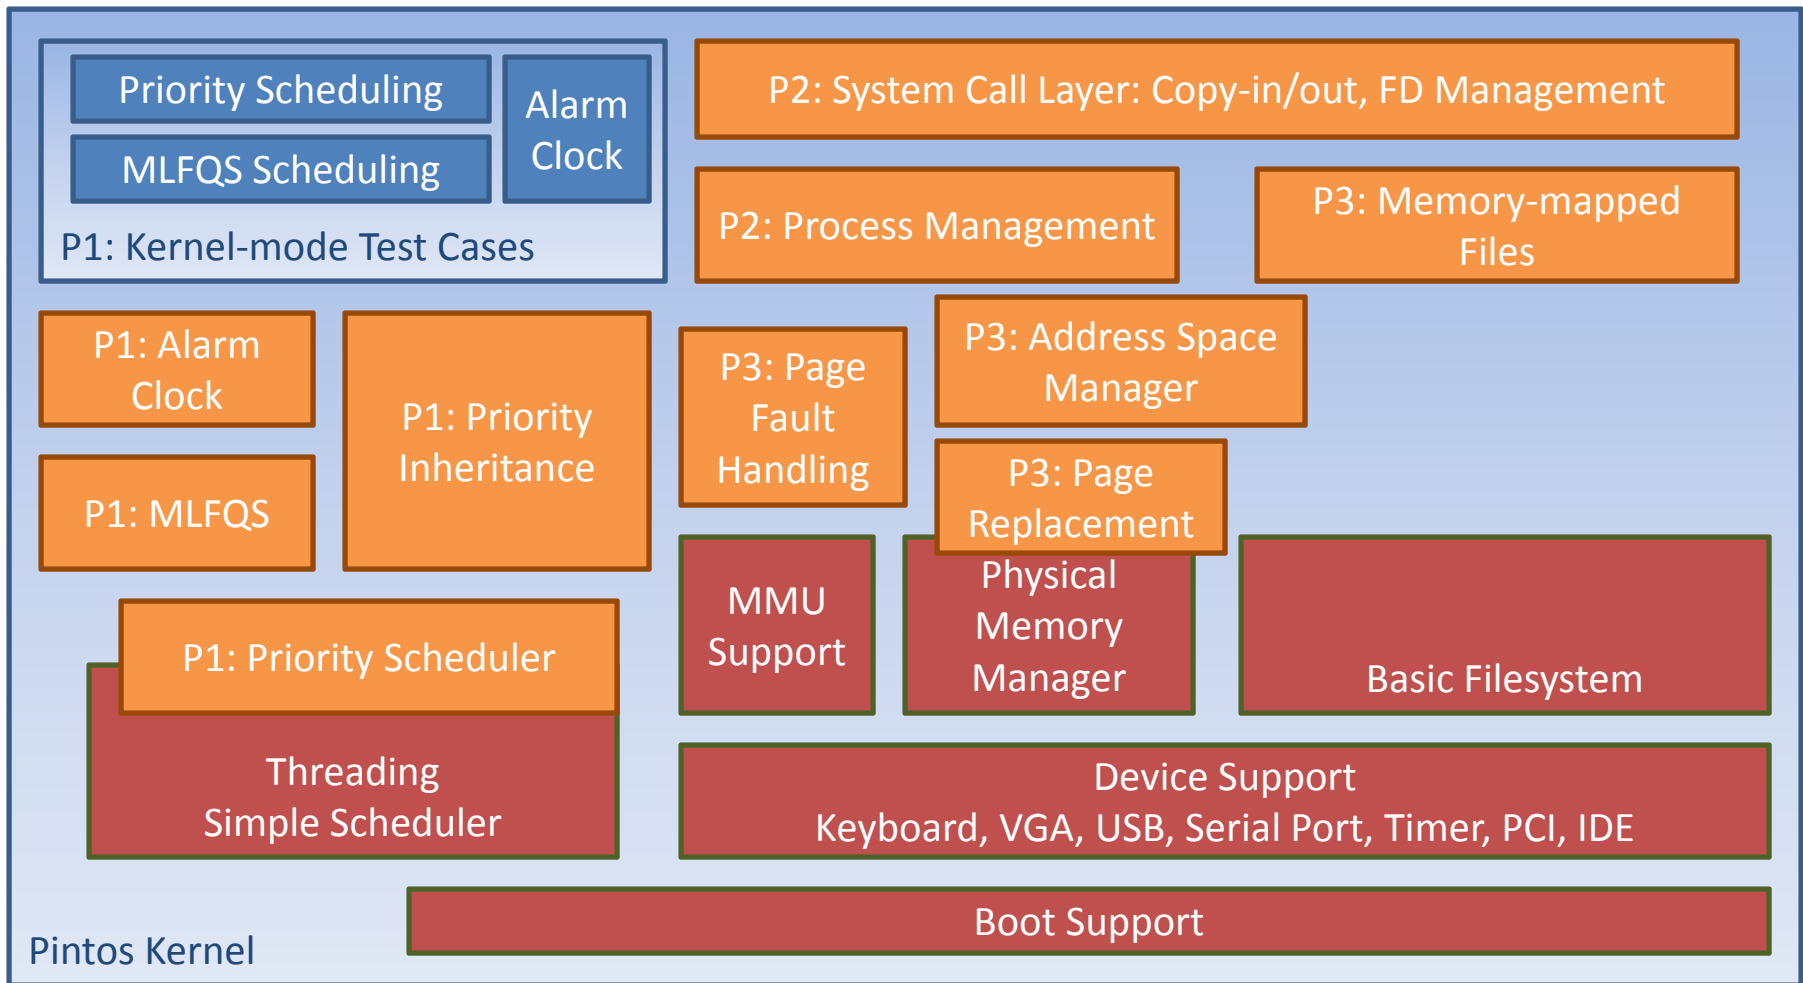 Priority Scheduling
MLFQS Scheduling
Alarm
Clock
P1: Kernel-mode Test Cases
P2: System Call Layer: Copy-in/out, FD Management
P2: Process Management
P3: Memory-mapped
Files
P1: Alarm
Clock
P1: MLFQS
P1: Priority
Inheritance
P3: Page
Fault
Handling
P3: Address Space
Manager
P3: Page
Replacement
P1: Priority Scheduler
Threading
Simple Scheduler
MMU
Support
Physical
Memory
Manager
Basic Filesystem
Device Support
Keyboard, VGA, USB, Serial Port, Timer, PCI, IDE
Boot Support
Pintos Kernel